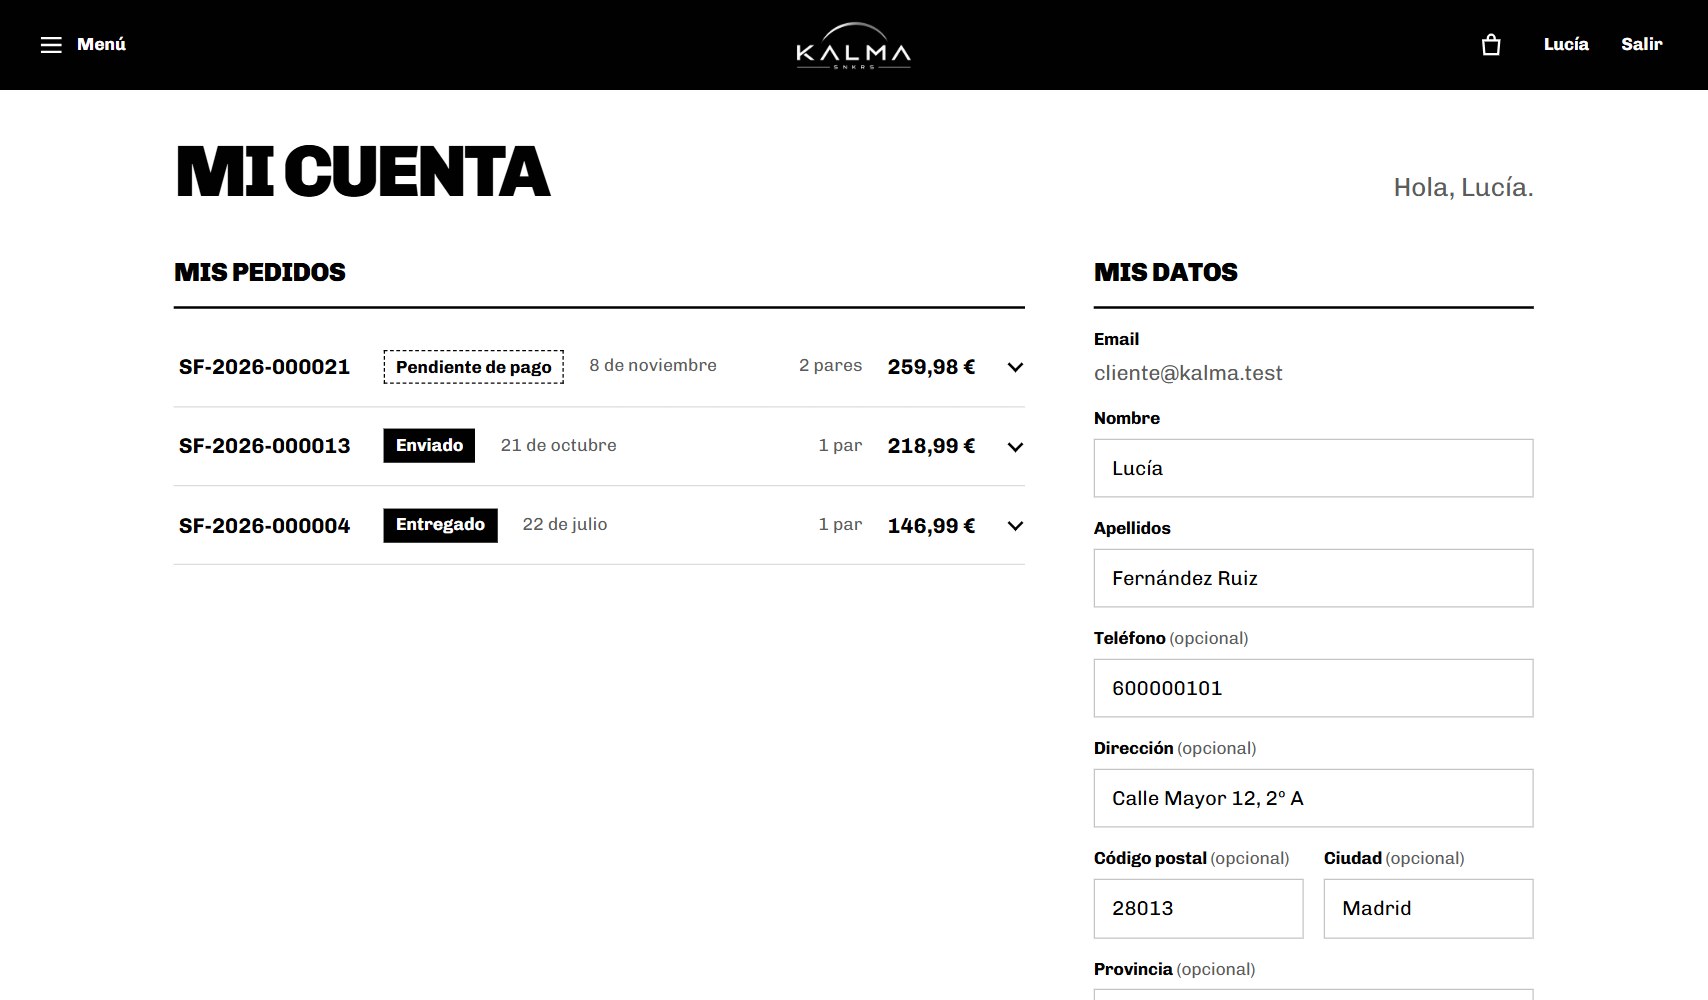 Menú
KALMA
SNKRS
Lucía
Salir
MI CUENTA
Hola, Lucía.
MIS PEDIDOS
SF-2026-000021 Pendiente de pago 8 de noviembre 2 pares 259,98 €
SF-2026-000013 Enviado 21 de octubre 1 par 218,99 €
SF-2026-000004 Entregado 22 de julio 1 par 146,99 €
MIS DATOS
Email
cliente@kalma.test
Nombre
Lucía
Apellidos
Fernández Ruiz
Teléfono (opcional)
600000101
Dirección (opcional)
Calle Mayor 12, 2º A
Código postal (opcional) Ciudad (opcional)
28013 Madrid
Provincia (opcional)